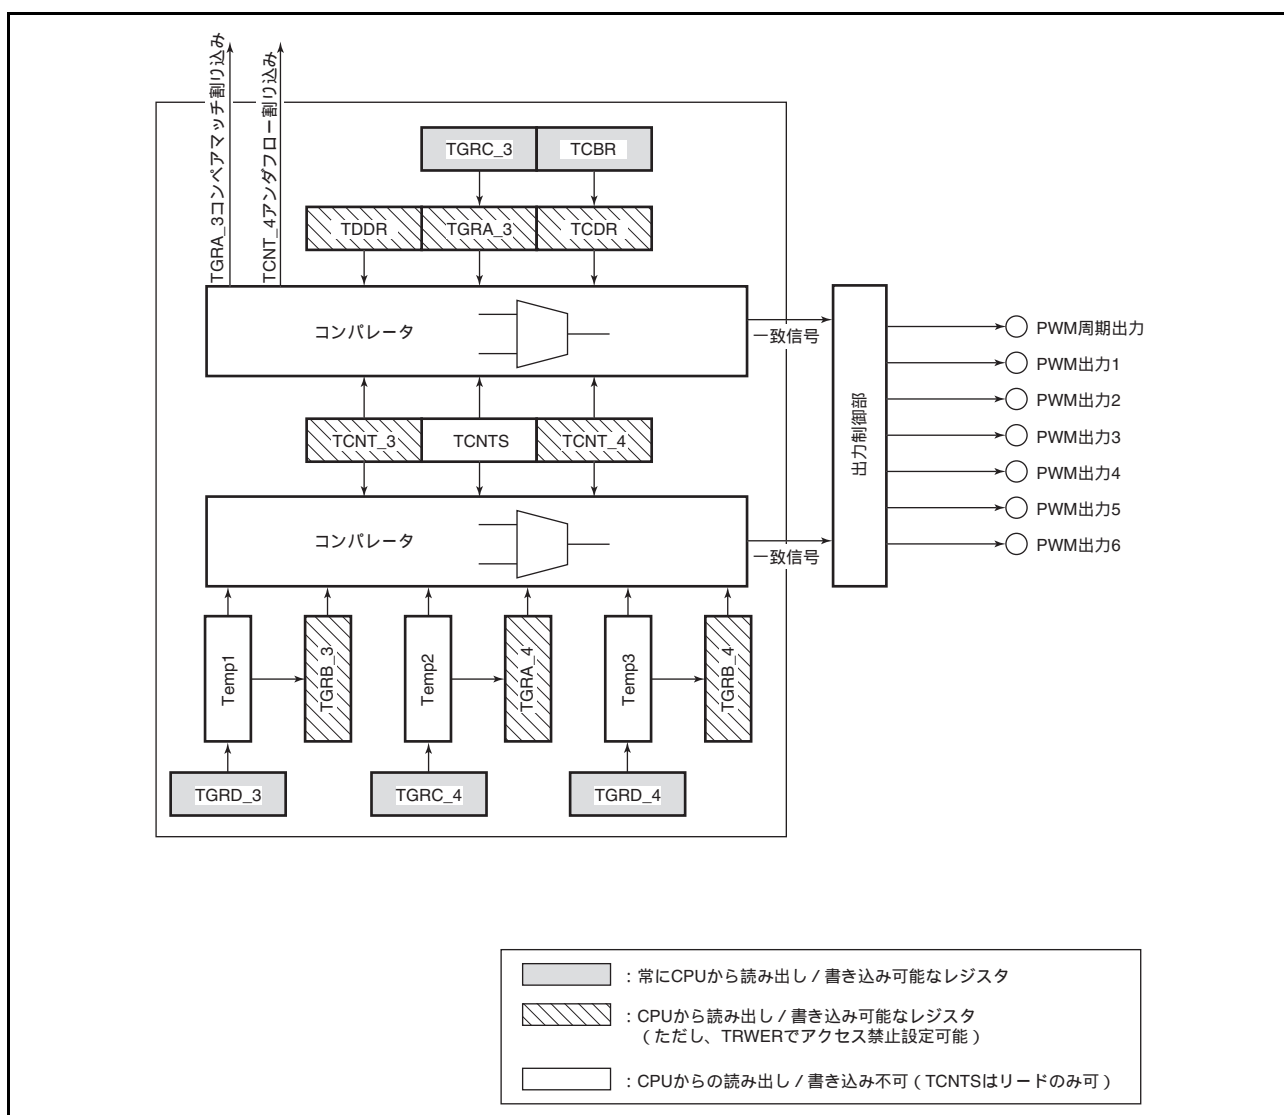 TGRA_3コンペアマッチ割り込み
TCNT_4アンダフロー割り込み
TGRC_3
TCBR
TDDR
TGRA_3
TCDR
コンパレータ
一致信号
TCNT_3
TCNTS
TCNT_4
コンパレータ
一致信号
出力制御部
PWM周期出力
PWM出力1
PWM出力2
PWM出力3
PWM出力4
PWM出力5
PWM出力6
Temp1
TGRB_3
Temp2
TGRA_4
Temp3
TGRB_4
TGRD_3
TGRC_4
TGRD_4
：常にCPUから読み出し / 書き込み可能なレジスタ
：CPUから読み出し / 書き込み可能なレジスタ
（ただし、TRWERでアクセス禁止設定可能）
：CPUからの読み出し / 書き込み不可（TCNTSはリードのみ可）